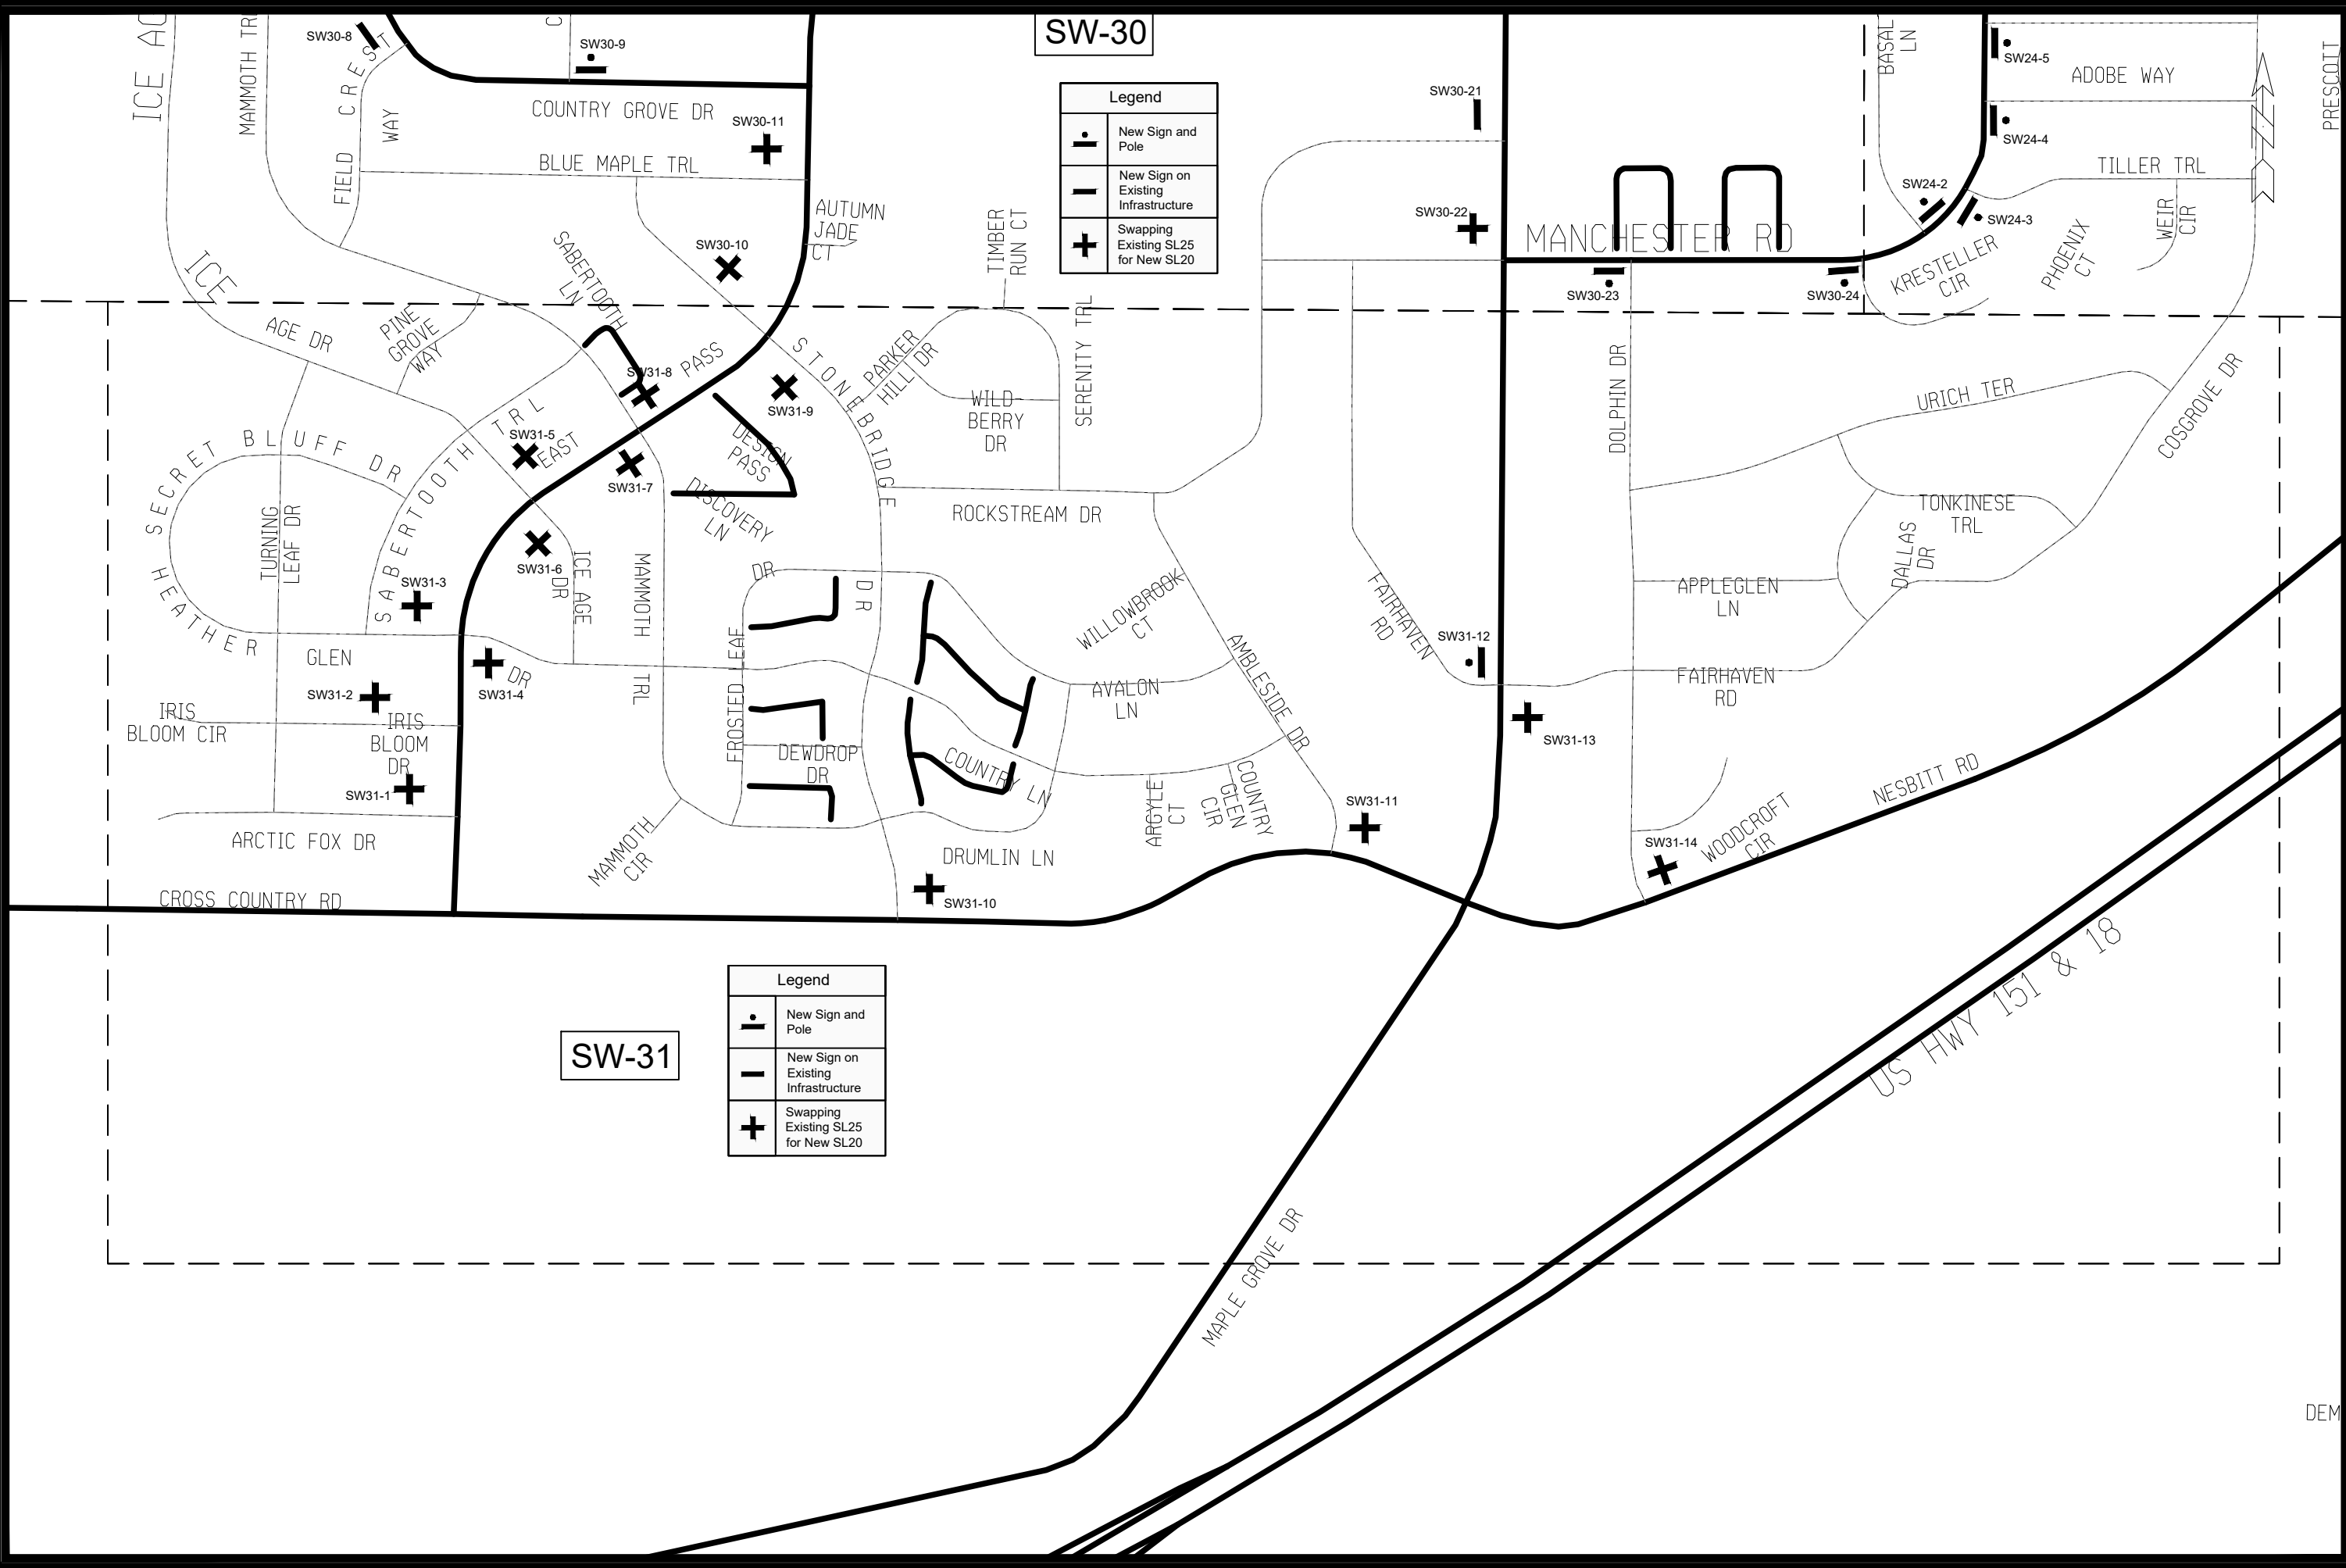 SW-30
ICE AG
MAMMOTH TRL
SW30-8
SW30-9
C
FIELD CREST
WAY
COUNTRY GROVE DR
SW30-11
BLUE MAPLE TRL
AUTUMN
JADE
CT
SW30-10
SABERTOOTH
LN
TIMBER
RUN CT
Legend
New Sign and
Pole
New Sign on
Existing
Infrastructure
Swapping
Existing SL25
for New SL20
SW30-21
SW30-22
MANCHESTER RD
SW30-23
SW30-24
BASAL
LN
SW24-5
ADOBE WAY
SW24-4
TILLER TRL
SW24-2
SW24-3
WEIR
CIR
PHOENIX
CT
KRESTELLER
CIR
PRESCOTT
ICE
AGE DR
PINE
GROVE
WAY
SW31-8
PASS
STONEBRIDGE
DR
SW31-9
PARKER
HILL DR
WILD-
BERRY
DR
SERENITY TRL
DOLPHIN DR
URICH TER
COSGROVE DR
SECRET BLUFF DR
SABERTOOTH TRL
SW31-5
EAST
SW31-7
DESIGN
PASS
DISCOVERY
LN
ROCKSTREAM DR
TONKINESE
TRL
DALLAS
DR
TURNING
LEAF DR
SW31-3
SW31-6
ICE AGE
DR
MAMMOTH TRL
DR
WILLOWBROOK
CT
FAIRHAVEN
RD
APPLEGLEN
LN
HEATHER
GLEN
DR
SW31-4
SW31-2
FROSTED LEAF
AVALON
LN
AMBLESIDE DR
SW31-12
FAIRHAVEN
RD
SW31-13
IRIS
BLOOM CIR
IRIS
BLOOM
DR
SW31-1
DEWDROP
DR
COUNTRY LN
ARGYLE
CT
COUNTRY
GLEN
CIR
SW31-11
NESBITT RD
WOODCROFT
CIR
SW31-14
ARCTIC FOX DR
MAMMOTH
CIR
DRUMLIN LN
SW31-10
CROSS COUNTRY RD
US HWY 151 & 18
SW-31
Legend
New Sign and
Pole
New Sign on
Existing
Infrastructure
Swapping
Existing SL25
for New SL20
MAPLE GROVE DR
DEM